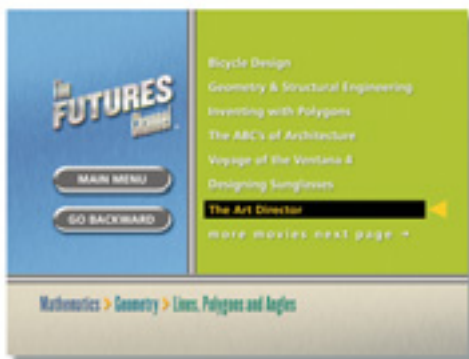 The
FUTURES
Channel
MAIN MENU
GO BACKWARD
Bicycle Design
Geometry & Structural Engineering
Inventing with Polygons
The ABC's of Architecture
Voyage of the Ventana 4
Designing Sunglasses
The Art Director
more movies next page →
Mathematics > Geometry > Lines, Polygons and Angles